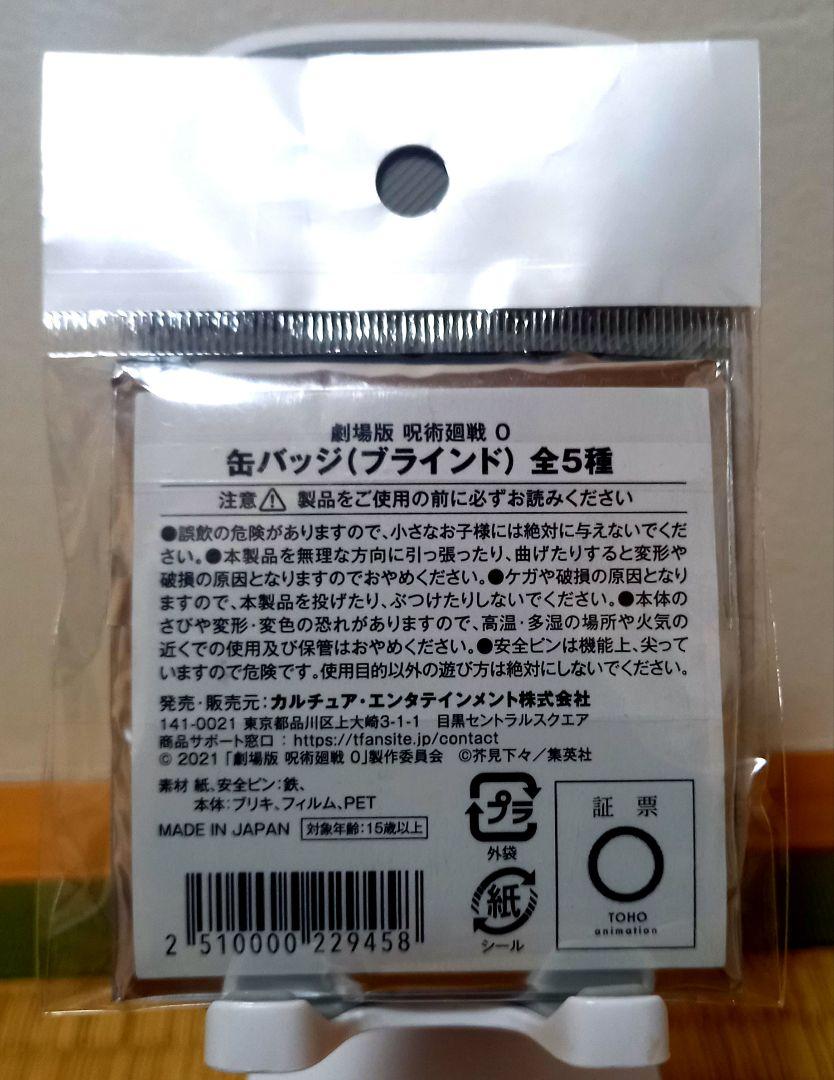 劇場版 呪術廻戦 0
缶バッジ(ブラインド) 全5種
注意⚠ 製品をご使用の前に必ずお読みください
●誤飲の危険がありますので、小さなお子様には絶対に与えないでくだ
さい。●本製品を無理な方向に引っ張ったり、曲げたりすると変形や
破損の原因となりますのでおやめください。●ケガや破損の原因となり
ますので、本製品を投げたり、ぶつけたりしないでください。●本体の
さびや変形・変色の恐れがありますので、高温・多湿の場所や火気の
近くでの使用及び保管はおやめください。●安全ピンは機能上、尖って
いますので危険です。使用目的以外の遊び方は絶対にしないでください。
発売・販売元:カルチュア・エンタテインメント株式会社
141-0021 東京都品川区上大崎3-1-1 目黒セントラルスクエア
商品サポート窓口 : https://tfansite.jp/contact
© 2021 「劇場版 呪術廻戦 0」製作委員会 ©芥見下々/集英社
素材 紙、安全ピン:鉄、
本体:ブリキ、フィルム、PET
MADE IN JAPAN 対象年齢:15歳以上
プラ
外袋
紙
シール
証 票
TOHO
animation
2 510000 229458